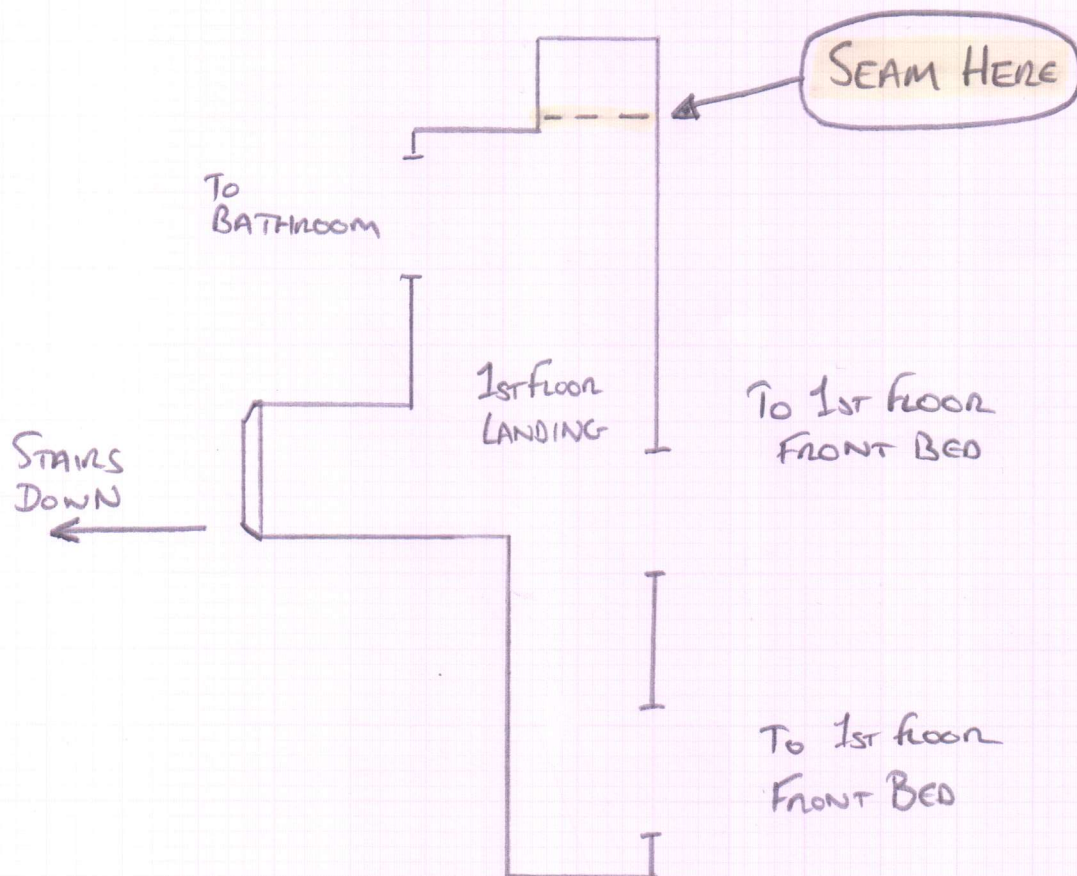 SEAM HERE
To
BATHROOM
1ST FLOOR
LANDING
To 1ST FLOOR
FRONT BED
STAIRS
DOWN
To 1ST FLOOR
FRONT BED